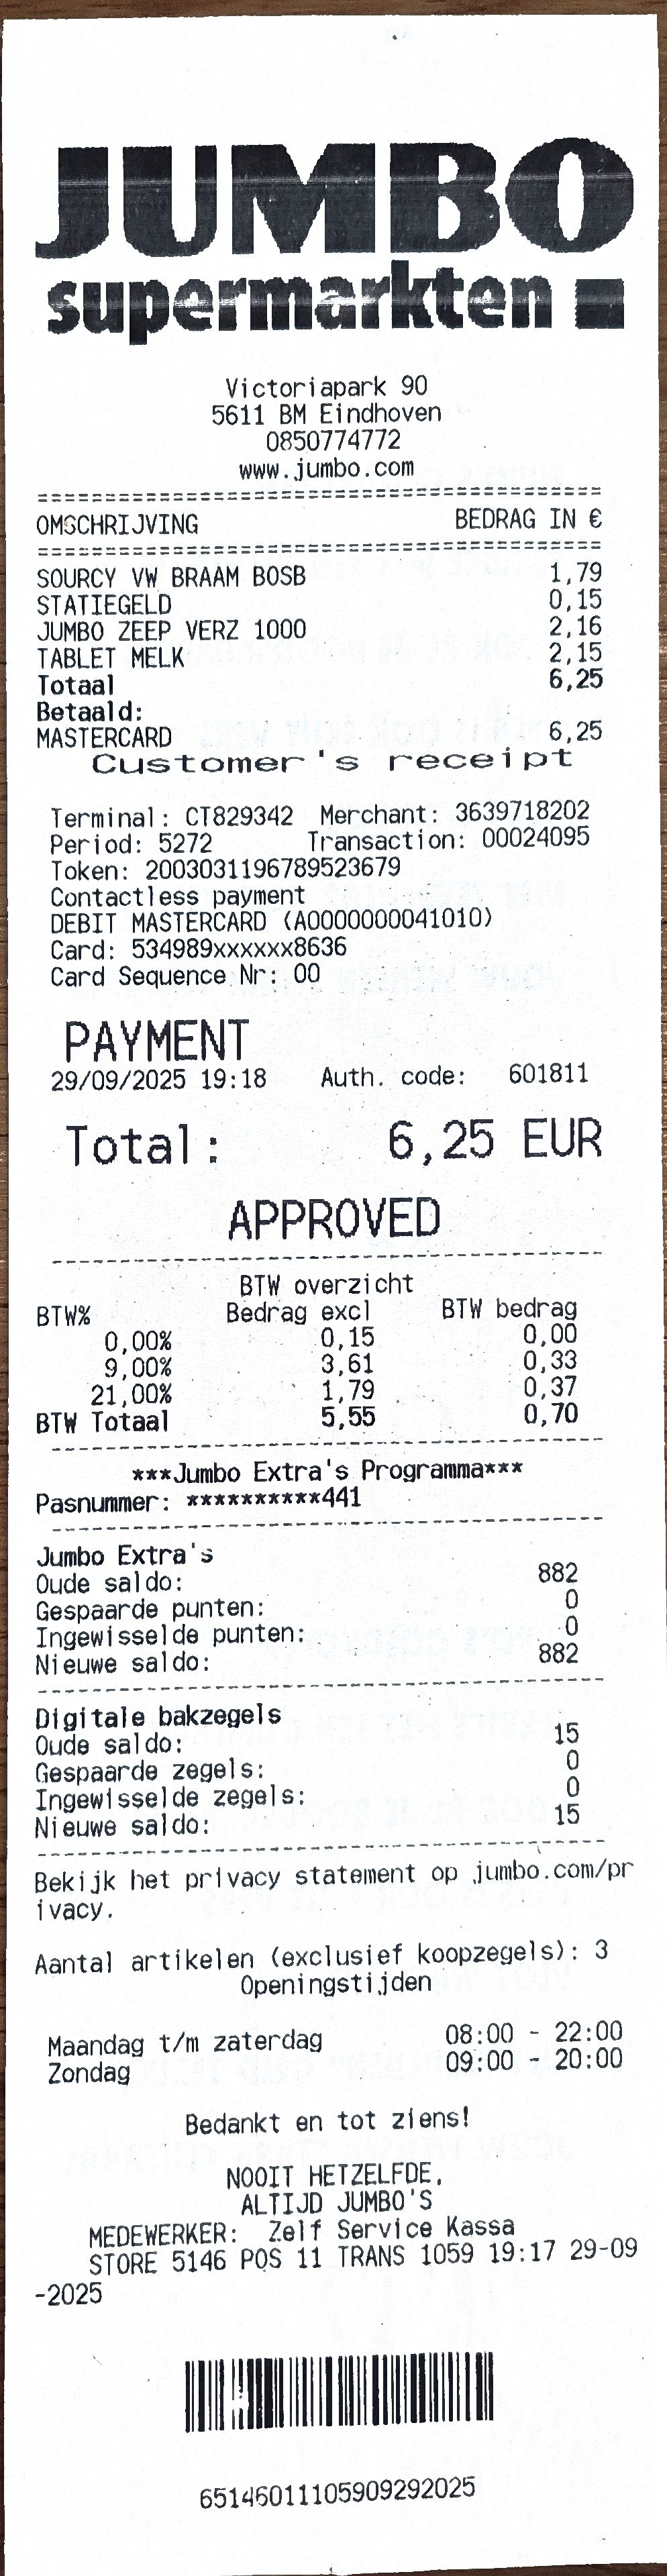 JUMBO
supermarkten
Victoriapark 90
5611 BM Eindhoven
0850774772
www.jumbo.com
==========================================
OMSCHRIJVING BEDRAG IN €
==========================================
SOURCY VW BRAAM BOSB 1,79
STATIEGELD 0,15
JUMBO ZEEP VERZ 1000 2,16
TABLET MELK 2,15
Totaal 6,25
Betaald:
MASTERCARD 6,25
Customer's receipt
Terminal: CT829342 Merchant: 3639718202
Period: 5272 Transaction: 00024095
Token: 2003031196789523679
Contactless payment
DEBIT MASTERCARD (A0000000041010)
Card: 534989xxxxxx8636
Card Sequence Nr: 00
PAYMENT
29/09/2025 19:18 Auth. code: 601811
Total: 6,25 EUR
APPROVED
-----------------------------------------
BTW overzicht
BTW% Bedrag excl BTW bedrag
0,00% 0,15 0,00
9,00% 3,61 0,33
21,00% 1,79 0,37
BTW Totaal 5,55 0,70
-----------------------------------------
***Jumbo Extra's Programma***
Pasnummer: **********441
-----------------------------------------
Jumbo Extra's
Oude saldo: 882
Gespaarde punten: 0
Ingewisselde punten: 0
Nieuwe saldo: 882
-----------------------------------------
Digitale bakzegels
Oude saldo: 15
Gespaarde zegels: 0
Ingewisselde zegels: 0
Nieuwe saldo: 15
-----------------------------------------
Bekijk het privacy statement op jumbo.com/pr
ivacy.
Aantal artikelen (exclusief koopzegels): 3
Openingstijden
Maandag t/m zaterdag 08:00 - 22:00
Zondag 09:00 - 20:00
Bedankt en tot ziens!
NOOIT HETZELFDE,
ALTIJD JUMBO'S
MEDEWERKER: Zelf Service Kassa
STORE 5146 POS 11 TRANS 1059 19:17 29-09
-2025
65146011105909292025